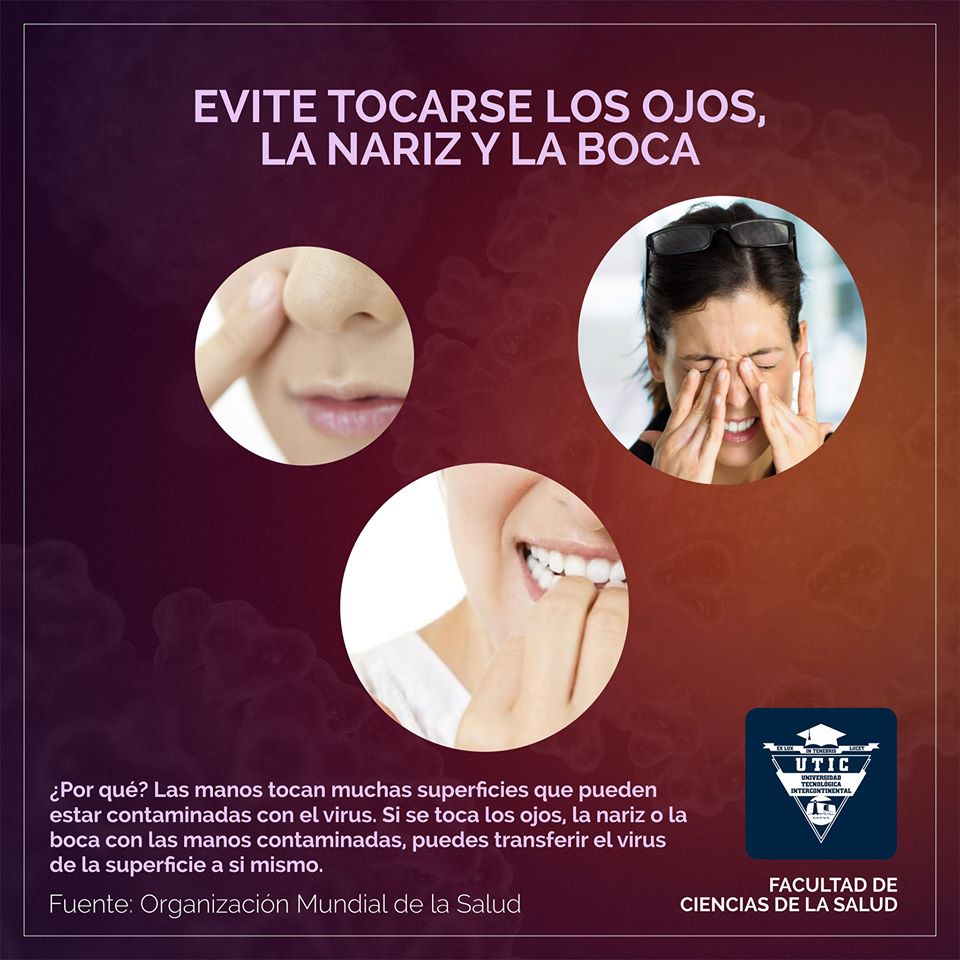 EVITE TOCARSE LOS OJOS,
LA NARIZ Y LA BOCA
¿Por qué? Las manos tocan muchas superficies que pueden
estar contaminadas con el virus. Si se toca los ojos, la nariz o la
boca con las manos contaminadas, puedes transferir el virus
de la superficie a si mismo.
Fuente: Organización Mundial de la Salud
EX LUX IN TENEBRIS LUCET
UTIC
UNIVERSIDAD
TECNOLÓGICA
INTERCONTINENTAL
FACULTAD DE
CIENCIAS DE LA SALUD